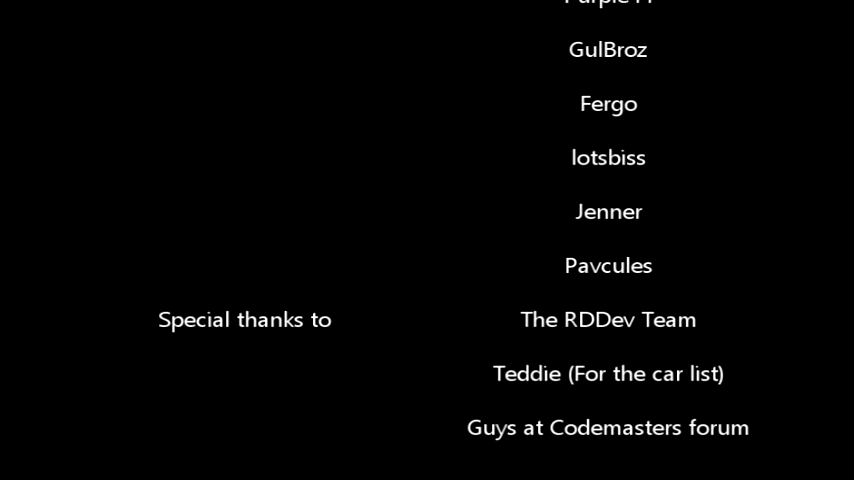 GulBroz
Fergo
lotsbiss
Jenner
Pavcules
Special thanks to The RDDev Team
Teddie (For the car list)
Guys at Codemasters forum